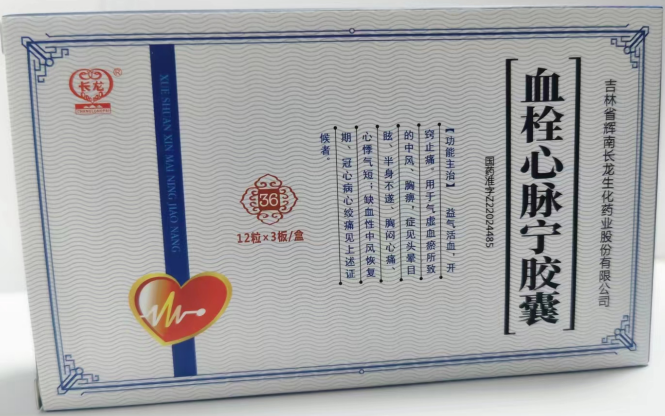 吉林省辉南长龙生化药业股份有限公司
血栓心脉宁胶囊
国药准字Z22024485
【功能主治】 益气活血,开
窍止痛。用于气虚血瘀所致
的中风、胸痹,症见头晕目
眩、半身不遂、胸闷心痛、
心悸气短;缺血性中风恢复
期、冠心病心绞痛见上述证
候者。
36
12粒×3板/盒
XUE SHUAN XIN MAI NING JIAO NANG
长龙
®